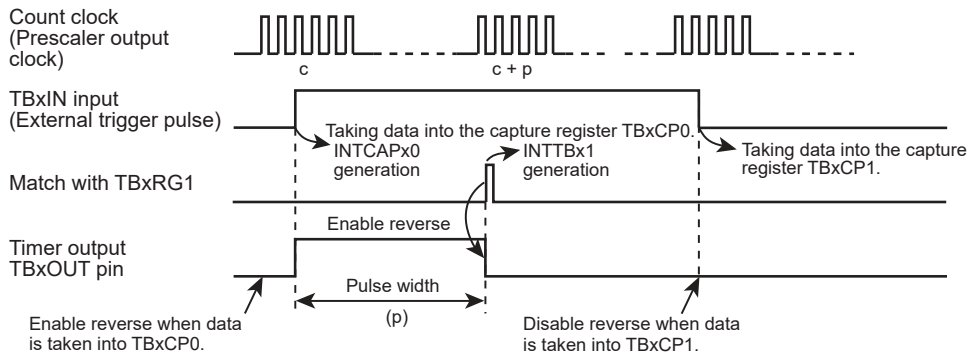 Count clock
(Prescaler output
clock)
c
c + p
TBxIN input
(External trigger pulse)
Taking data into the capture register TBxCP0.
INTCAPx0
generation
INTTBx1
generation
Taking data into the capture
register TBxCP1.
Match with TBxRG1
Enable reverse
Timer output
TBxOUT pin
Pulse width
(p)
Enable reverse when data
is taken into TBxCP0.
Disable reverse when data
is taken into TBxCP1.